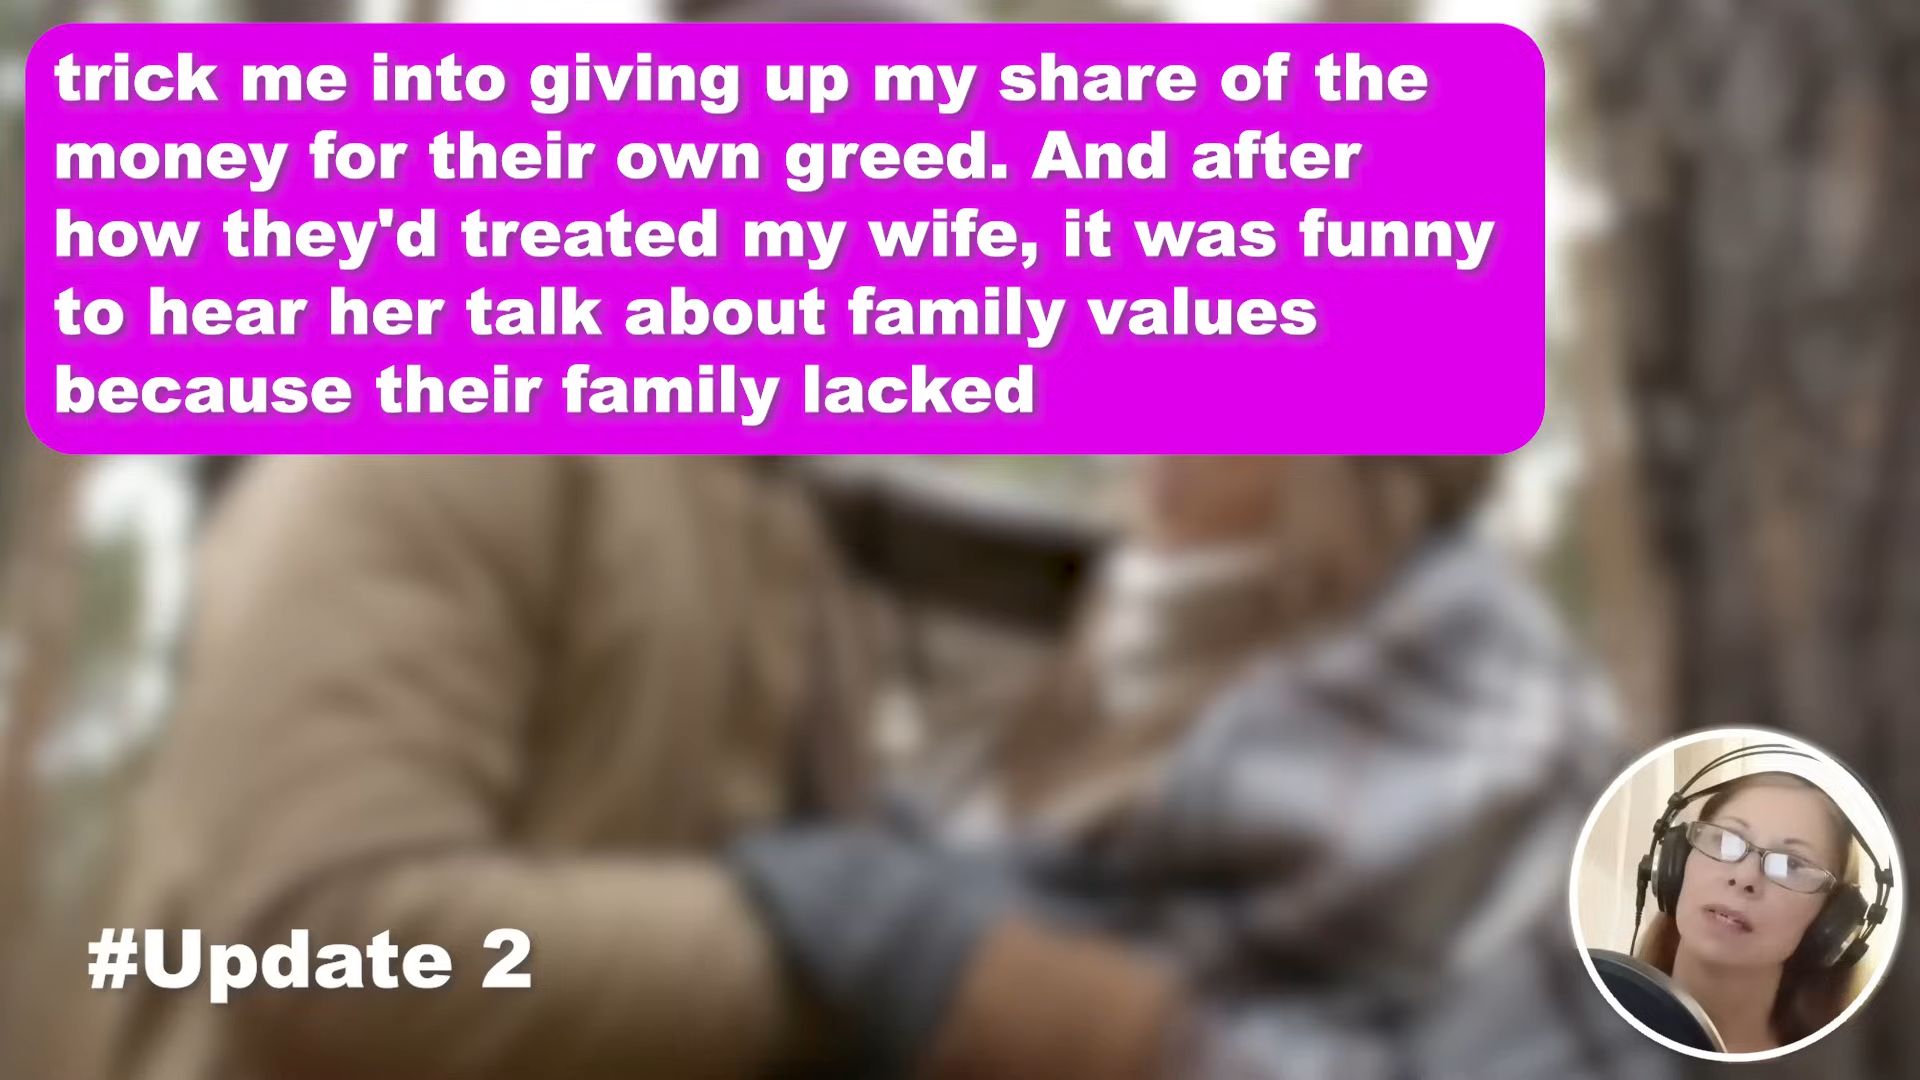 trick me into giving up my share of the
money for their own greed. And after
how they'd treated my wife, it was funny
to hear her talk about family values
because their family lacked
#Update 2